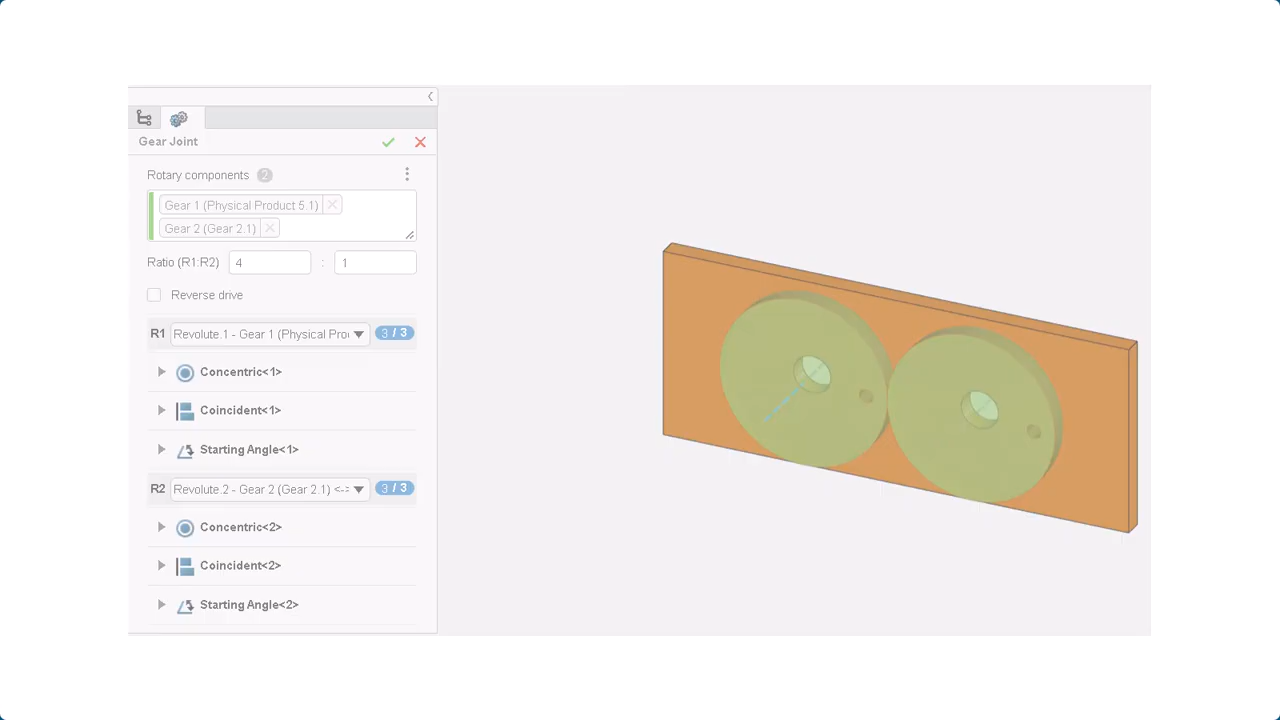 Gear Joint
Rotary components 2
Gear 1 (Physical Product 5.1)
Gear 2 (Gear 2.1)
Ratio (R1:R2) 4 : 1
Reverse drive
R1 Revolute.1 - Gear 1 (Physical Pro 3 / 3
Concentric<1>
Coincident<1>
Starting Angle<1>
R2 Revolute.2 - Gear 2 (Gear 2.1) <-> 3 / 3
Concentric<2>
Coincident<2>
Starting Angle<2>